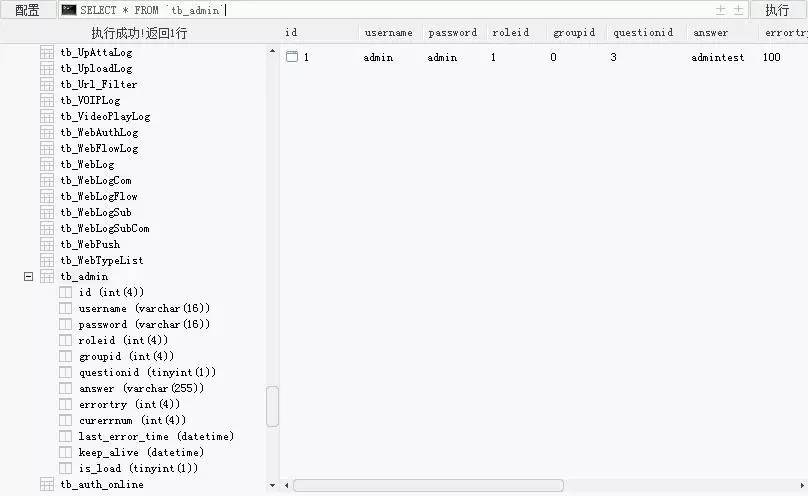 配置 SELECT * FROM `tb_admin` 执行
执行成功!返回1行
id username password roleid groupid questionid answer errortry
1 admin admin 1 0 3 admintest 100
tb_UpAttaLog
tb_UploadLog
tb_Url_Filter
tb_VOIPLog
tb_VideoPlayLog
tb_WebAuthLog
tb_WebFlowLog
tb_WebLog
tb_WebLogCom
tb_WebLogFlow
tb_WebLogSub
tb_WebLogSubCom
tb_WebPush
tb_WebTypeList
tb_admin
id (int(4))
username (varchar(16))
password (varchar(16))
roleid (int(4))
groupid (int(4))
questionid (tinyint(1))
answer (varchar(255))
errortry (int(4))
curerrnum (int(4))
last_error_time (datetime)
keep_alive (datetime)
is_load (tinyint(1))
tb_auth_online